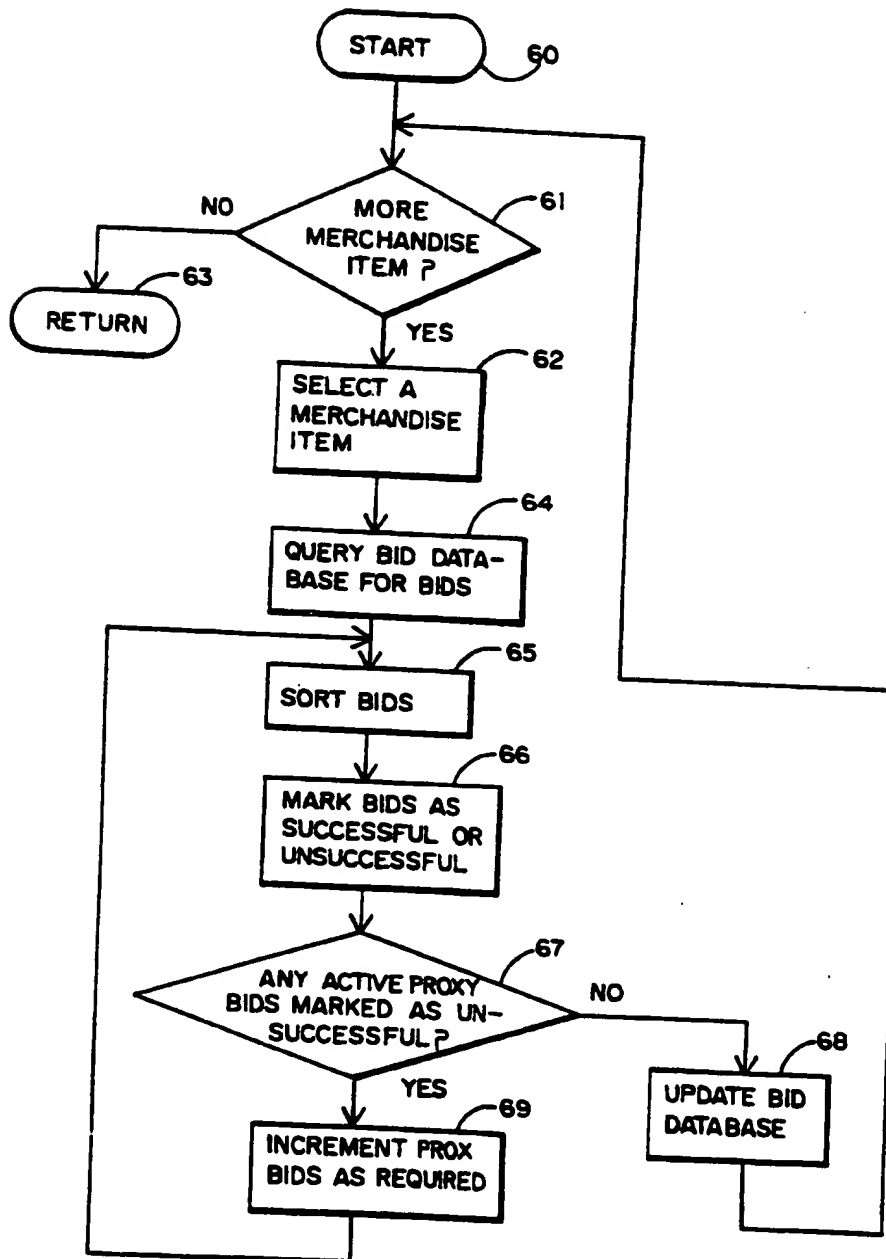 START
60
MORE
MERCHANDISE
ITEM ?
61
NO
RETURN
63
YES
SELECT A
MERCHANDISE
ITEM
62
QUERY BID DATA-
BASE FOR BIDS
64
SORT BIDS
65
MARK BIDS AS
SUCCESSFUL OR
UNSUCCESSFUL
66
ANY ACTIVE PROXY
BIDS MARKED AS UN-
SUCCESSFUL?
67
NO
UPDATE BID
DATABASE
68
YES
INCREMENT PROX
BIDS AS REQUIRED
69